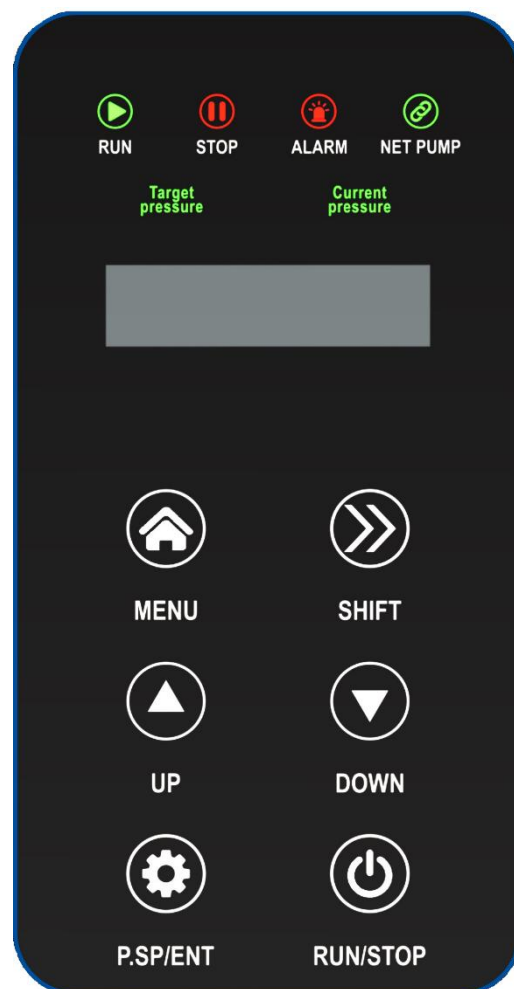 RUN STOP ALARM NET PUMP
Target Current
pressure pressure
MENU SHIFT
UP DOWN
P.SP/ENT RUN/STOP